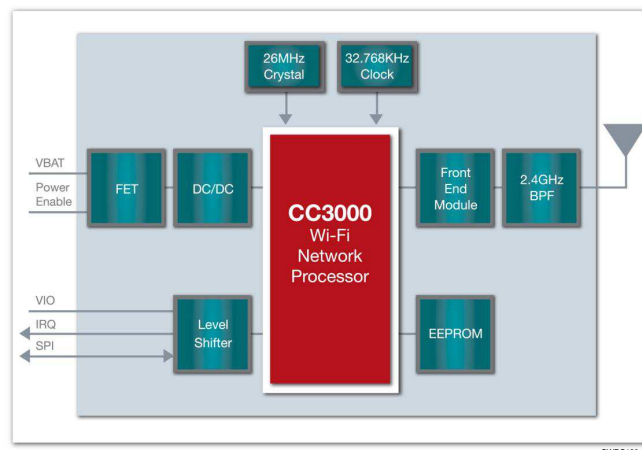 26MHz
Crystal
32.768KHz
Clock
VBAT
Power
Enable
FET
DC/DC
CC3000
Wi-Fi
Network
Processor
Front
End
Module
2.4GHz
BPF
VIO
IRQ
SPI
Level
Shifter
EEPROM